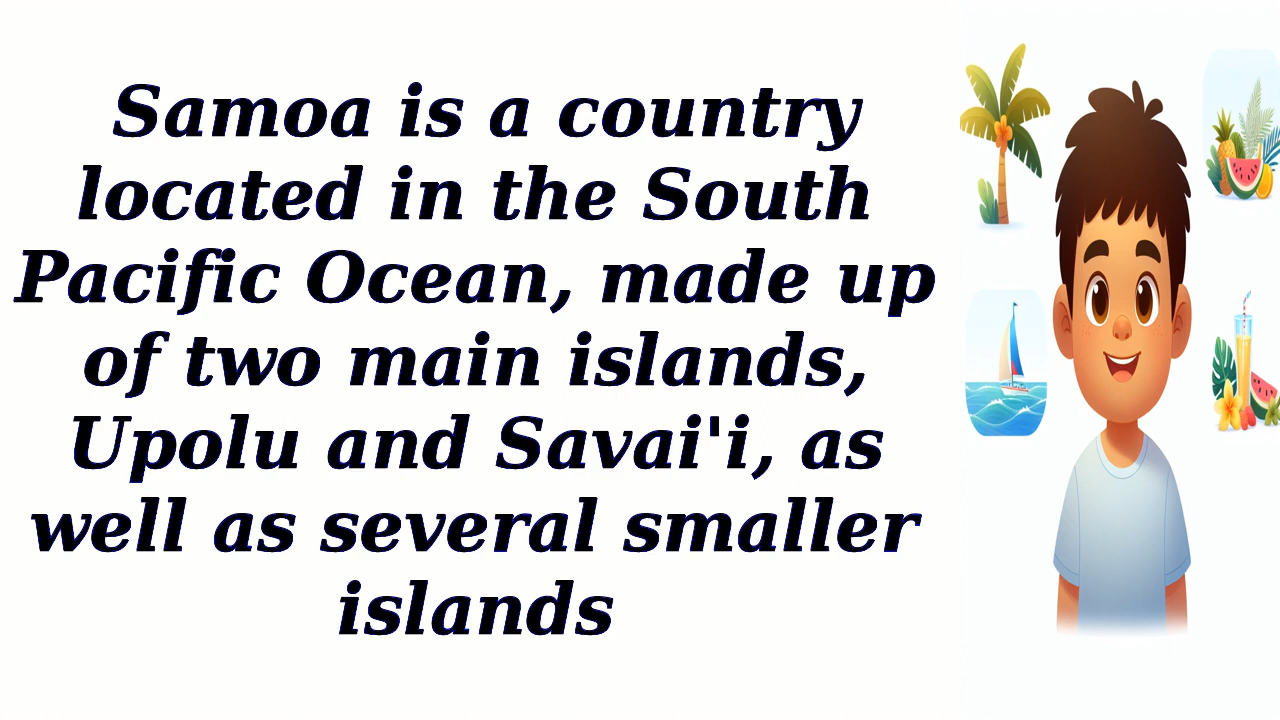 Samoa is a country
located in the South
Pacific Ocean, made up
of two main islands,
Upolu and Savai'i, as
well as several smaller
islands